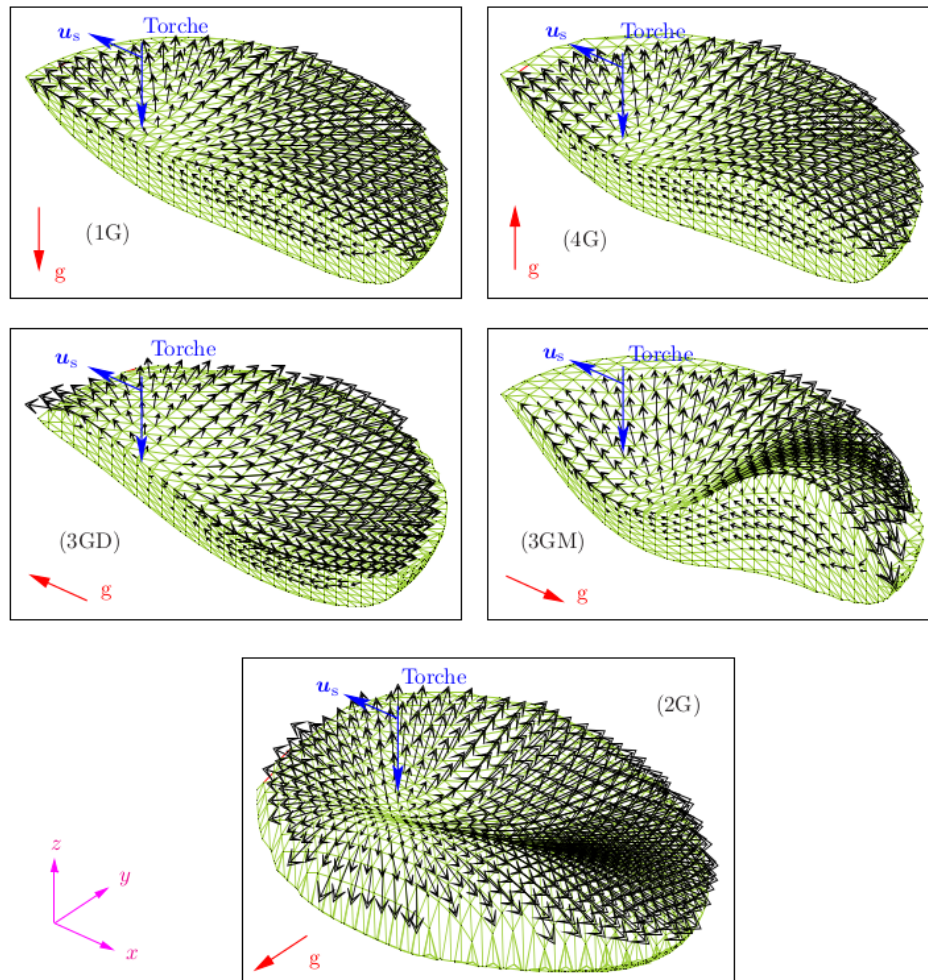 Torche
u_s
(1G)
g
Torche
u_s
(4G)
g
Torche
u_s
(3GD)
g
Torche
u_s
(3GM)
g
Torche
u_s
(2G)
g
z
y
x